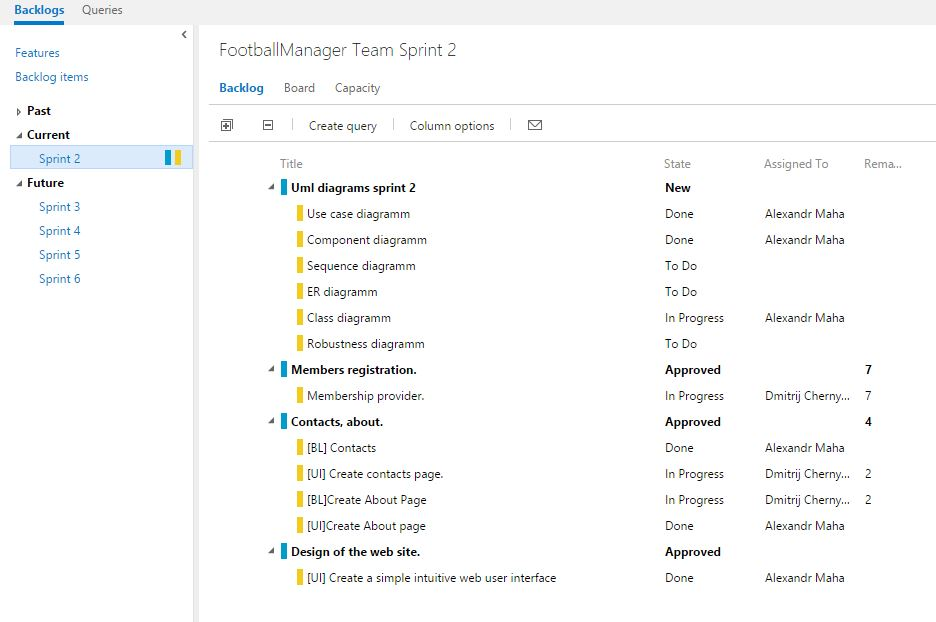 Backlogs Queries
Features
Backlog items
Past
Current
Sprint 2
Future
Sprint 3
Sprint 4
Sprint 5
Sprint 6
FootballManager Team Sprint 2
Backlog Board Capacity
Create query Column options
Title State Assigned To Rema...
Uml diagrams sprint 2 New
Use case diagramm Done Alexandr Maha
Component diagramm Done Alexandr Maha
Sequence diagramm To Do
ER diagramm To Do
Class diagramm In Progress Alexandr Maha
Robustness diagramm To Do
Members registration. Approved 7
Membership provider. In Progress Dmitrij Cherny... 7
Contacts, about. Approved 4
[BL] Contacts Done Alexandr Maha
[UI] Create contacts page. In Progress Dmitrij Cherny... 2
[BL]Create About Page In Progress Dmitrij Cherny... 2
[UI]Create About page Done Alexandr Maha
Design of the web site. Approved
[UI] Create a simple intuitive web user interface Done Alexandr Maha